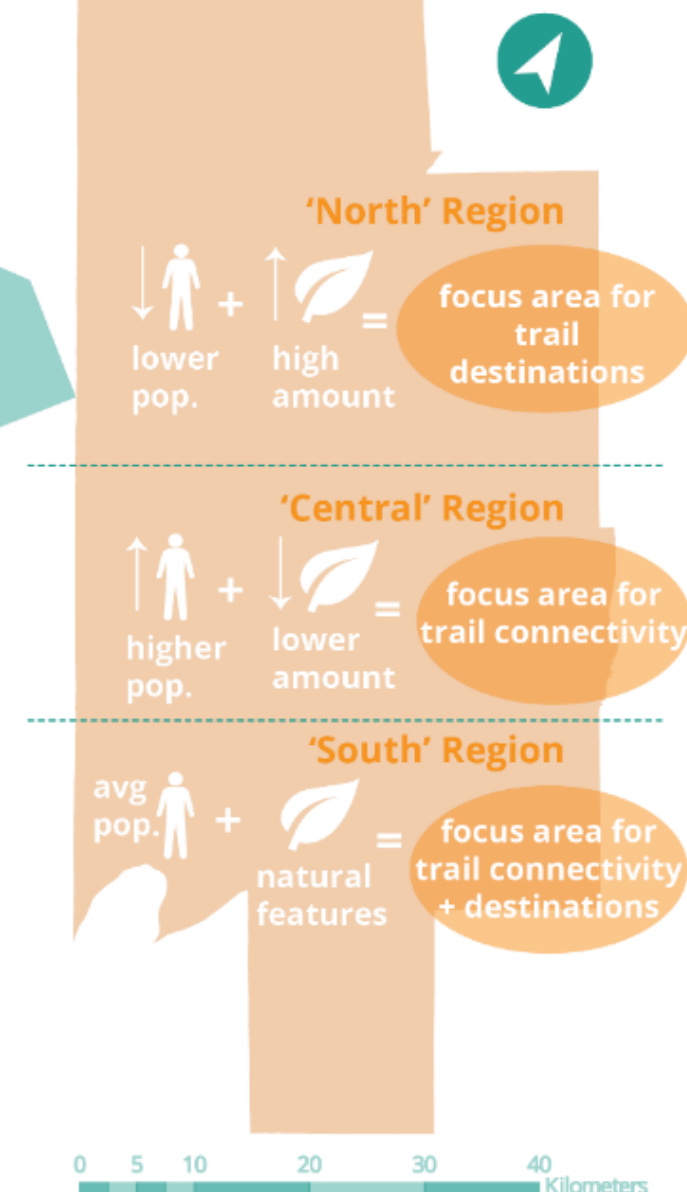 ‘North’ Region
lower
pop.
+
high
amount
=
focus area for
trail
destinations
‘Central’ Region
higher
pop.
+
lower
amount
=
focus area for
trail connectivity
‘South’ Region
avg
pop.
+
natural
features
=
focus area for
trail connectivity
+ destinations
0 5 10 20 30 40
Kilometers